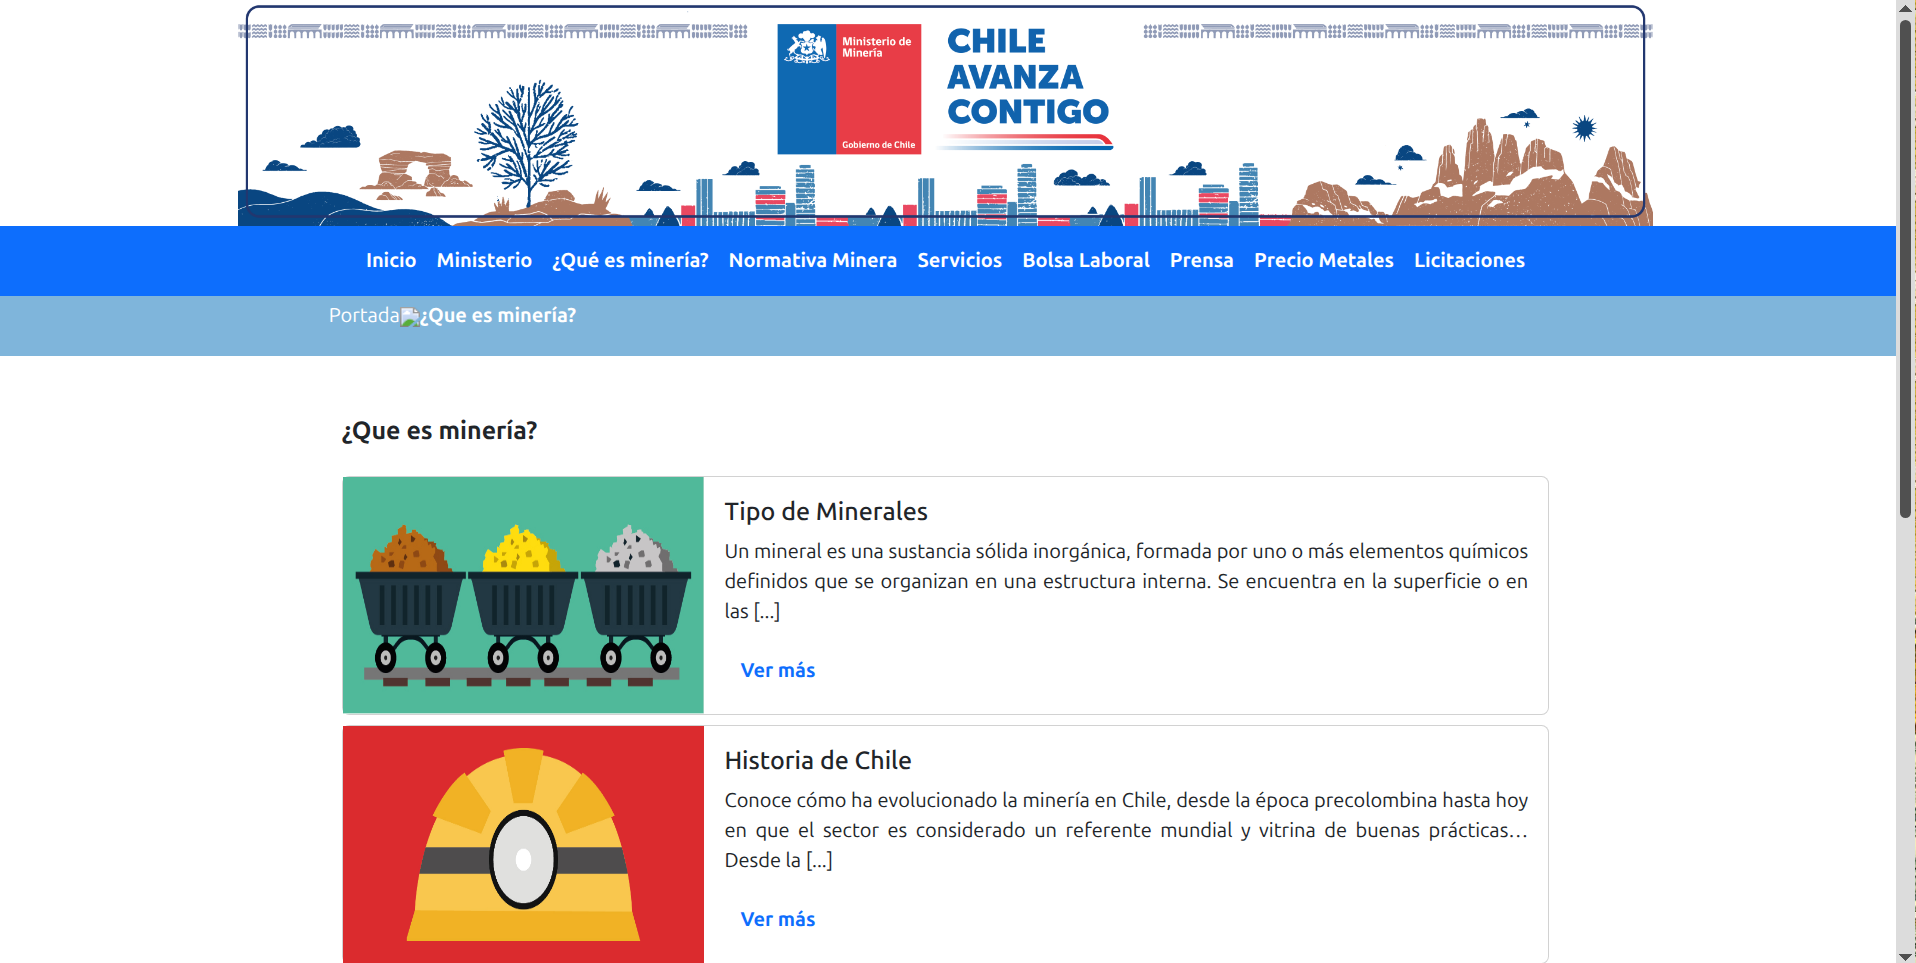 Ministerio de
Minería
Gobierno de Chile
CHILE
AVANZA
CONTIGO
Inicio Ministerio ¿Qué es minería? Normativa Minera Servicios Bolsa Laboral Prensa Precio Metales Licitaciones
Portada ¿Que es minería?
¿Que es minería?
Tipo de Minerales
Un mineral es una sustancia sólida inorgánica, formada por uno o más elementos químicos
definidos que se organizan en una estructura interna. Se encuentra en la superficie o en
las [...]
Ver más
Historia de Chile
Conoce cómo ha evolucionado la minería en Chile, desde la época precolombina hasta hoy
en que el sector es considerado un referente mundial y vitrina de buenas prácticas…
Desde la [...]
Ver más